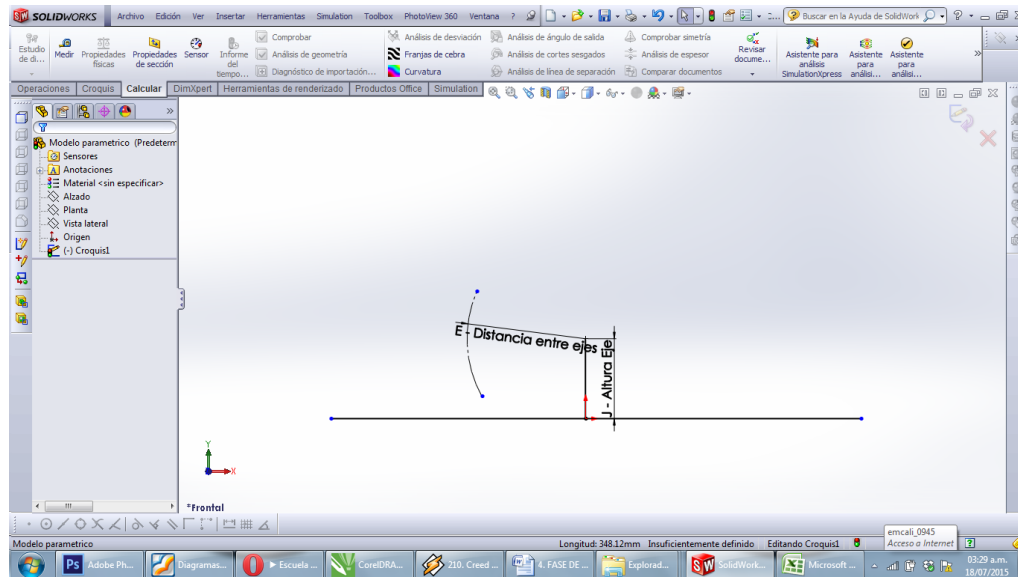 SW SOLIDWORKS Archivo Edición Ver Insertar Herramientas Simulation Toolbox PhotoView 360 Ventana ? Buscar en la Ayuda de SolidWork
Estudio de di... Medir Propiedades físicas Propiedades de sección Sensor Informe del tiempo...
Comprobar
Análisis de geometría
Diagnóstico de importación...
Análisis de desviación
Franjas de cebra
Curvatura
Análisis de ángulo de salida
Análisis de cortes sesgados
Análisis de línea de separación
Comprobar simetría
Análisis de espesor
Comparar documentos
Revisar docume...
Asistente para análisis SimulationXpress
Asistente para análisi...
Asistente para análisi...
Operaciones Croquis Calcular DimXpert Herramientas de renderizado Productos Office Simulation
Modelo parametrico (Predeterm
Sensores
Anotaciones
Material <sin especificar>
Alzado
Planta
Vista lateral
Origen
(-) Croquis1
E - Distancia entre ejes
J - Altura Eje
Y
X
*Frontal
emcali_0945
Acceso a Internet
Modelo parametrico Longitud: 348.12mm Insuficientemente definido Editando Croquis1
Ps Adobe Ph... Diagramas... Escuela ... CorelDRA... 210. Creed ... 4. FASE DE ... Explorad... SolidWork... Microsoft ...
03:29 a.m.
18/07/2015